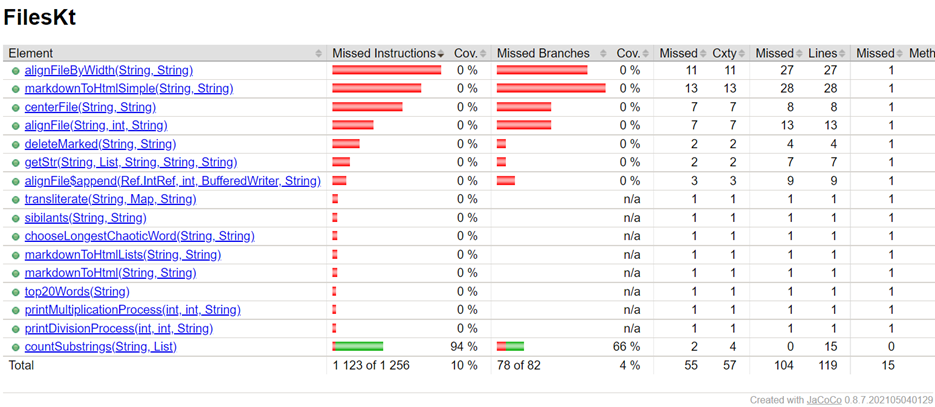 FilesKt
Element Missed Instructions Cov. Missed Branches Cov. Missed Cxty Missed Lines Missed Meth
alignFileByWidth(String, String) 0 % 0 % 11 11 27 27 1
markdownToHtmlSimple(String, String) 0 % 0 % 13 13 28 28 1
centerFile(String, String) 0 % 0 % 7 7 8 8 1
alignFile(String, int, String) 0 % 0 % 7 7 13 13 1
deleteMarked(String, String) 0 % 0 % 2 2 4 4 1
getStr(String, List, String, String, String) 0 % 0 % 2 2 7 7 1
alignFile$append(Ref.IntRef, int, BufferedWriter, String) 0 % 0 % 3 3 9 9 1
transliterate(String, Map, String) 0 % n/a 1 1 1 1 1
sibilants(String, String) 0 % n/a 1 1 1 1 1
chooseLongestChaoticWord(String, String) 0 % n/a 1 1 1 1 1
markdownToHtmlLists(String, String) 0 % n/a 1 1 1 1 1
markdownToHtml(String, String) 0 % n/a 1 1 1 1 1
top20Words(String) 0 % n/a 1 1 1 1 1
printMultiplicationProcess(int, int, String) 0 % n/a 1 1 1 1 1
printDivisionProcess(int, int, String) 0 % n/a 1 1 1 1 1
countSubstrings(String, List) 94 % 66 % 2 4 0 15 0
Total 1 123 of 1 256 10 % 78 of 82 4 % 55 57 104 119 15
Created with JaCoCo 0.8.7.202105040129